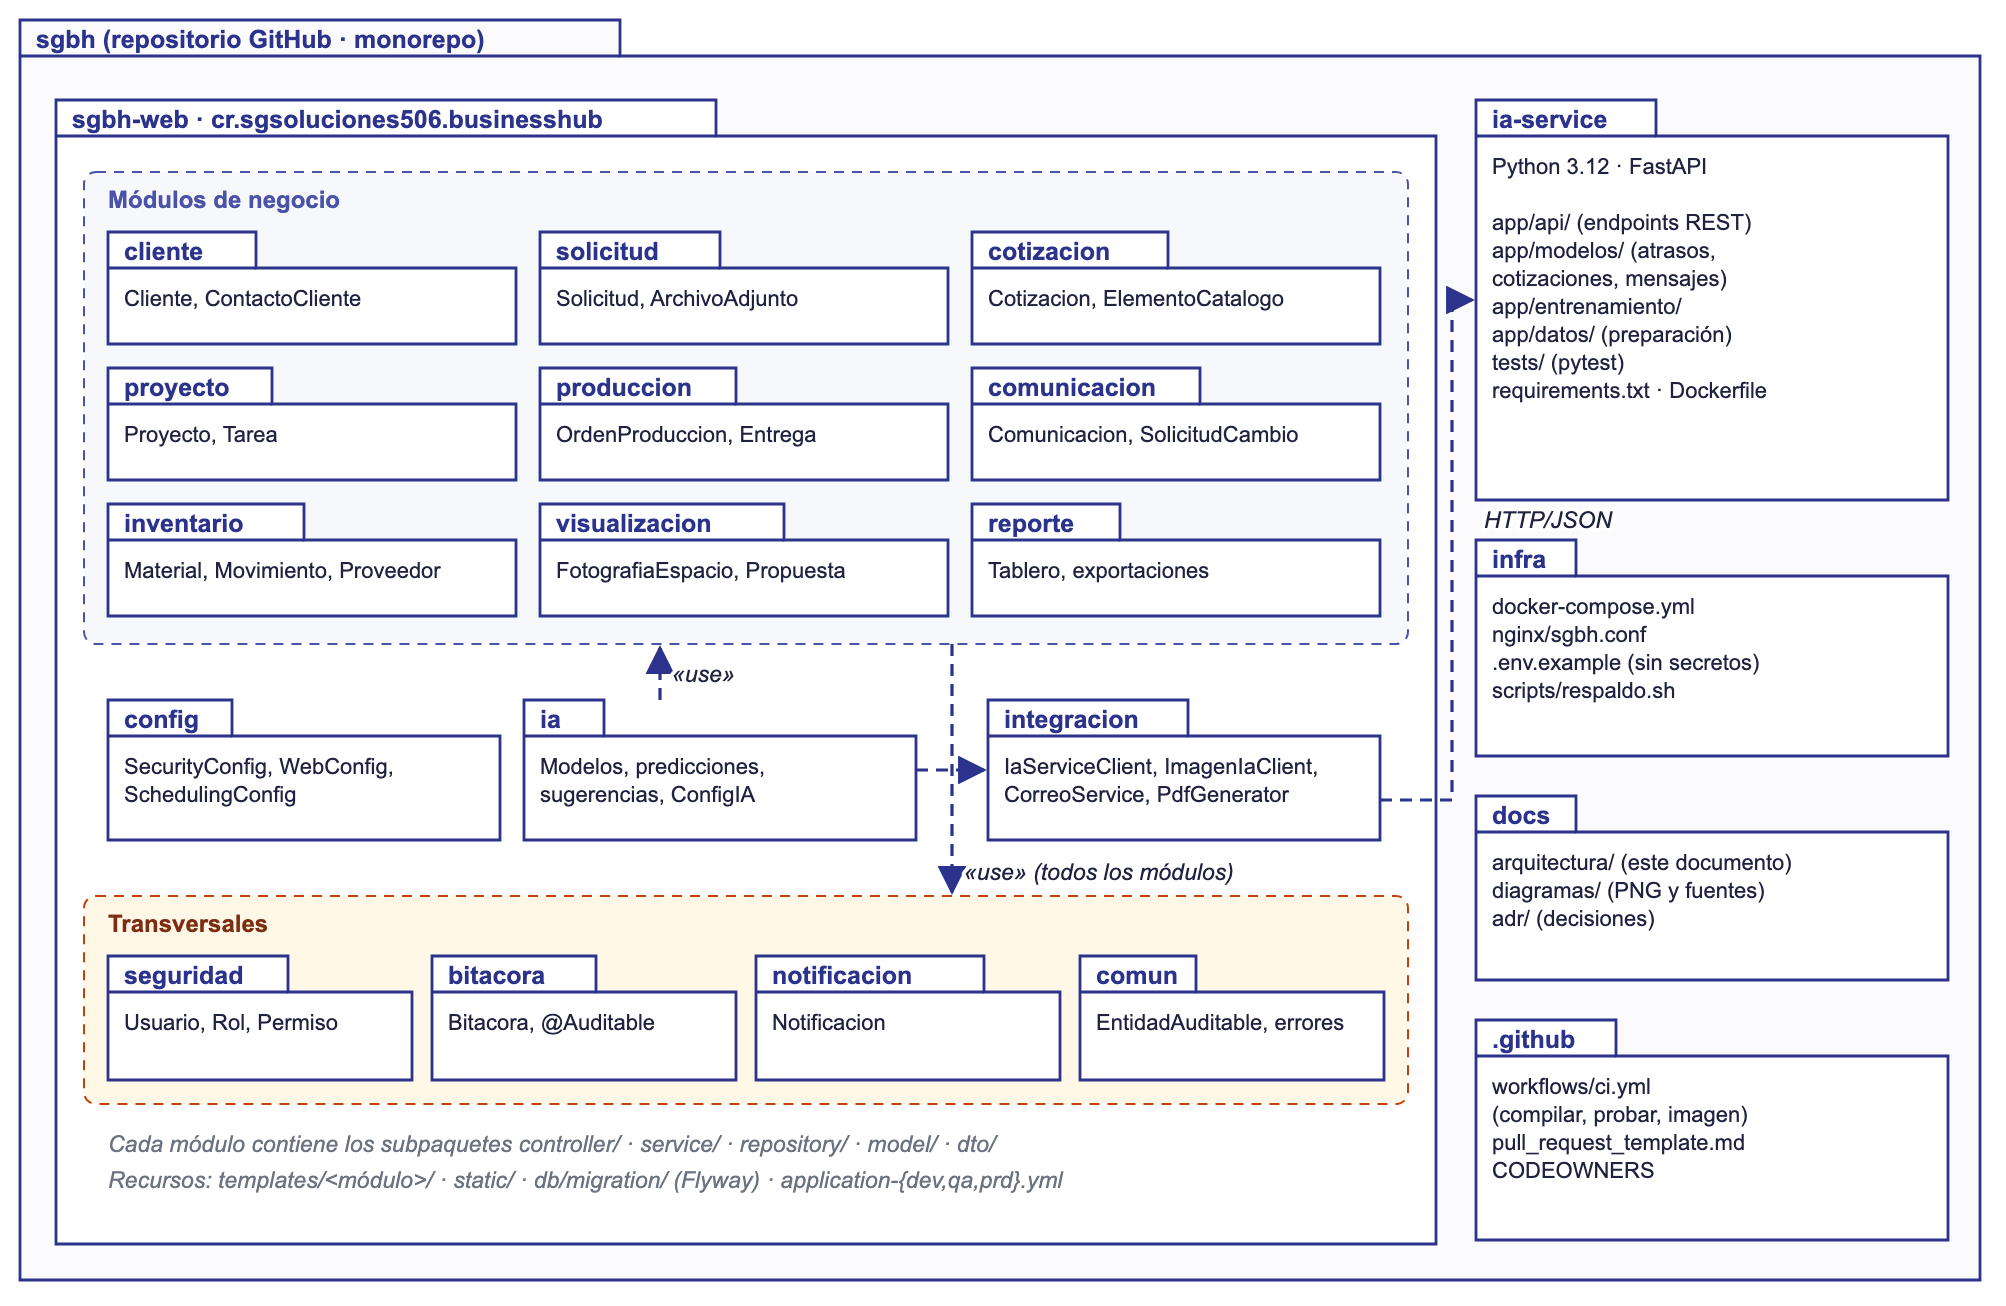 sgbh (repositorio GitHub · monorepo)
sgbh-web · cr.sgsoluciones506.businesshub
Módulos de negocio
cliente
Cliente, ContactoCliente
solicitud
Solicitud, ArchivoAdjunto
cotizacion
Cotizacion, ElementoCatalogo
proyecto
Proyecto, Tarea
produccion
OrdenProduccion, Entrega
comunicacion
Comunicacion, SolicitudCambio
inventario
Material, Movimiento, Proveedor
visualizacion
FotografiaEspacio, Propuesta
reporte
Tablero, exportaciones
«use»
config
SecurityConfig, WebConfig,
SchedulingConfig
ia
Modelos, predicciones,
sugerencias, ConfigIA
integracion
IaServiceClient, ImagenIaClient,
CorreoService, PdfGenerator
«use» (todos los módulos)
Transversales
seguridad
Usuario, Rol, Permiso
bitacora
Bitacora, @Auditable
notificacion
Notificacion
comun
EntidadAuditable, errores
Cada módulo contiene los subpaquetes controller/ · service/ · repository/ · model/ · dto/
Recursos: templates/<módulo>/ · static/ · db/migration/ (Flyway) · application-{dev,qa,prd}.yml
ia-service
Python 3.12 · FastAPI
app/api/ (endpoints REST)
app/modelos/ (atrasos,
cotizaciones, mensajes)
app/entrenamiento/
app/datos/ (preparación)
tests/ (pytest)
requirements.txt · Dockerfile
HTTP/JSON
infra
docker-compose.yml
nginx/sgbh.conf
.env.example (sin secretos)
scripts/respaldo.sh
docs
arquitectura/ (este documento)
diagramas/ (PNG y fuentes)
adr/ (decisiones)
.github
workflows/ci.yml
(compilar, probar, imagen)
pull_request_template.md
CODEOWNERS